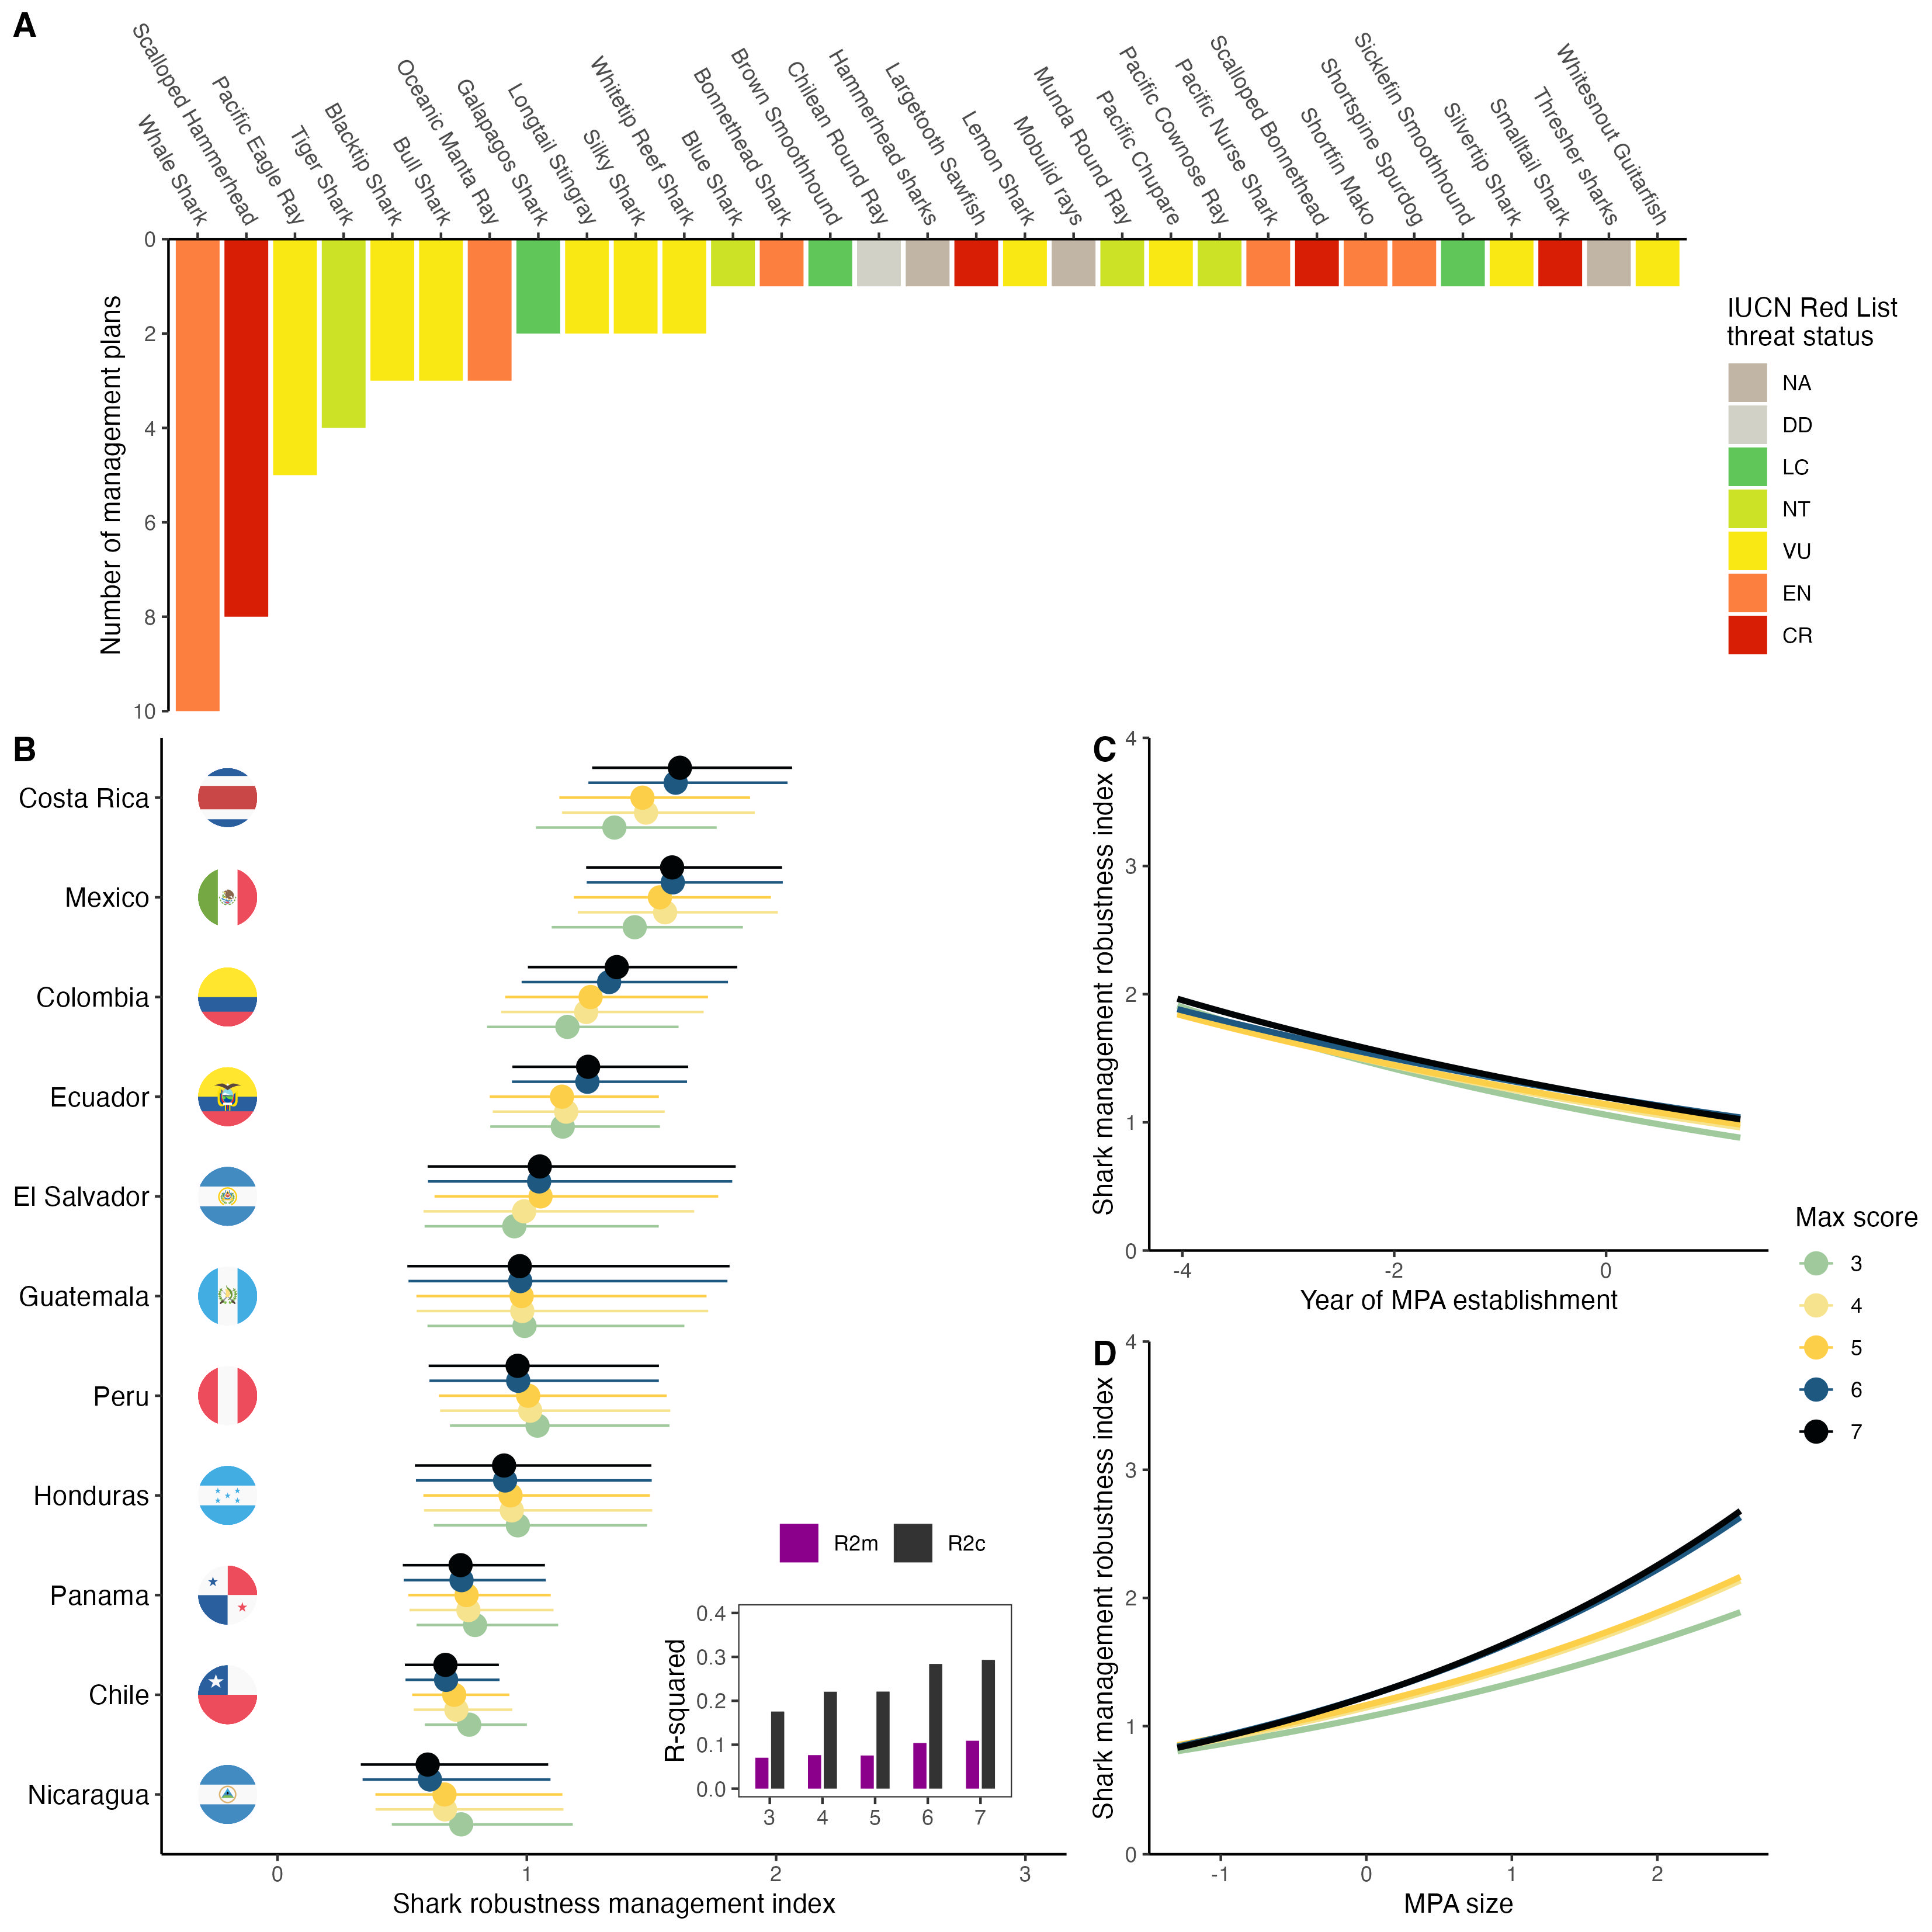 A
Whale Shark
Scalloped Hammerhead
Pacific Eagle Ray
Tiger Shark
Blacktip Shark
Bull Shark
Oceanic Manta Ray
Galapagos Shark
Longtail Stingray
Silky Shark
Whitetip Reef Shark
Blue Shark
Bonnethead Shark
Brown Smoothhound
Chilean Round Ray
Hammerhead sharks
Largetooth Sawfish
Lemon Shark
Mobulid rays
Munda Round Ray
Pacific Chupare
Pacific Cownose Ray
Pacific Nurse Shark
Scalloped Bonnethead
Shortfin Mako
Shortspine Spurdog
Sicklefin Smoothhound
Silvertip Shark
Smalltail Shark
Thresher sharks
Whitesnout Guitarfish
Number of management plans
0
2
4
6
8
10
IUCN Red List
threat status
NA
DD
LC
NT
VU
EN
CR
B
Costa Rica
Mexico
Colombia
Ecuador
El Salvador
Guatemala
Peru
Honduras
Panama
Chile
Nicaragua
0 1 2 3
Shark robustness management index
R2m R2c
R-squared
0.4
0.3
0.2
0.1
0.0
3 4 5 6 7
C
Shark management robustness index
4
3
2
1
0
-4 -2 0
Year of MPA establishment
Max score
3
4
5
6
7
D
Shark management robustness index
4
3
2
1
0
-1 0 1 2
MPA size